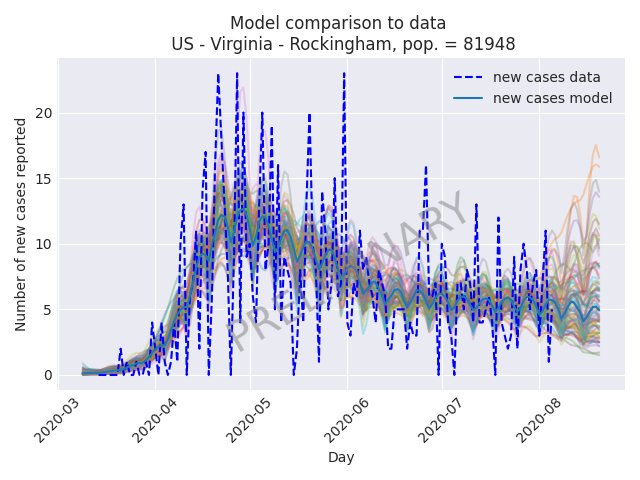 Model comparison to data
US - Virginia - Rockingham, pop. = 81948
new cases data
new cases model
Number of new cases reported
20
15
10
5
0
PRELIMINARY
2020-03
2020-04
2020-05
2020-06
2020-07
2020-08
Day